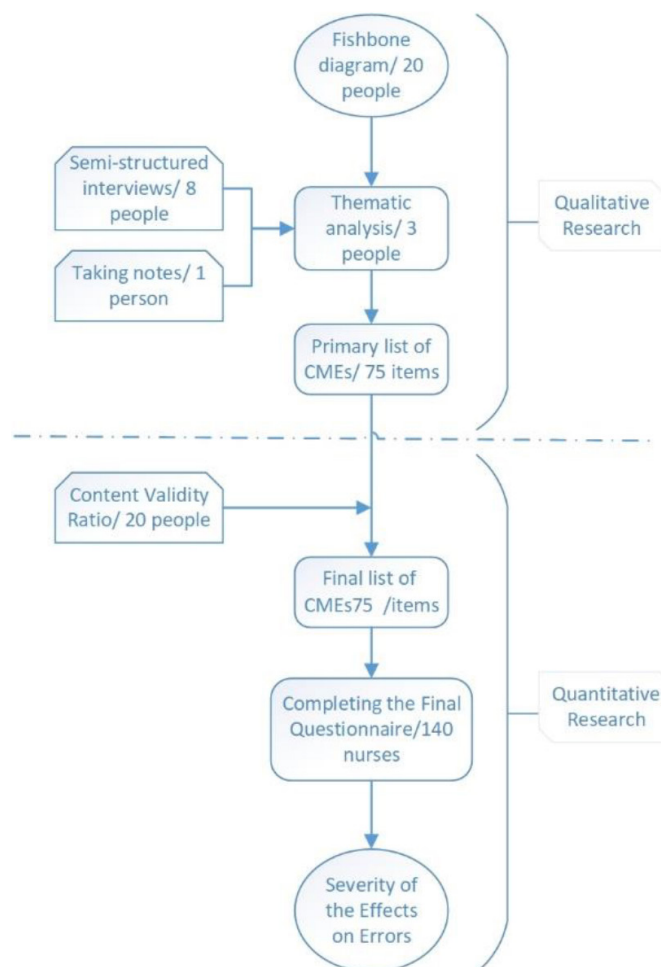 Fishbone
diagram/ 20
people
Semi-structured
interviews/ 8
people
Thematic
analysis/ 3
people
Qualitative
Research
Taking notes/ 1
person
Primary list of
CMEs/ 75 items
Content Validity
Ratio/ 20 people
Final list of
CMEs75 /items
Completing the Final
Questionnaire/140
nurses
Quantitative
Research
Severity of
the Effects
on Errors